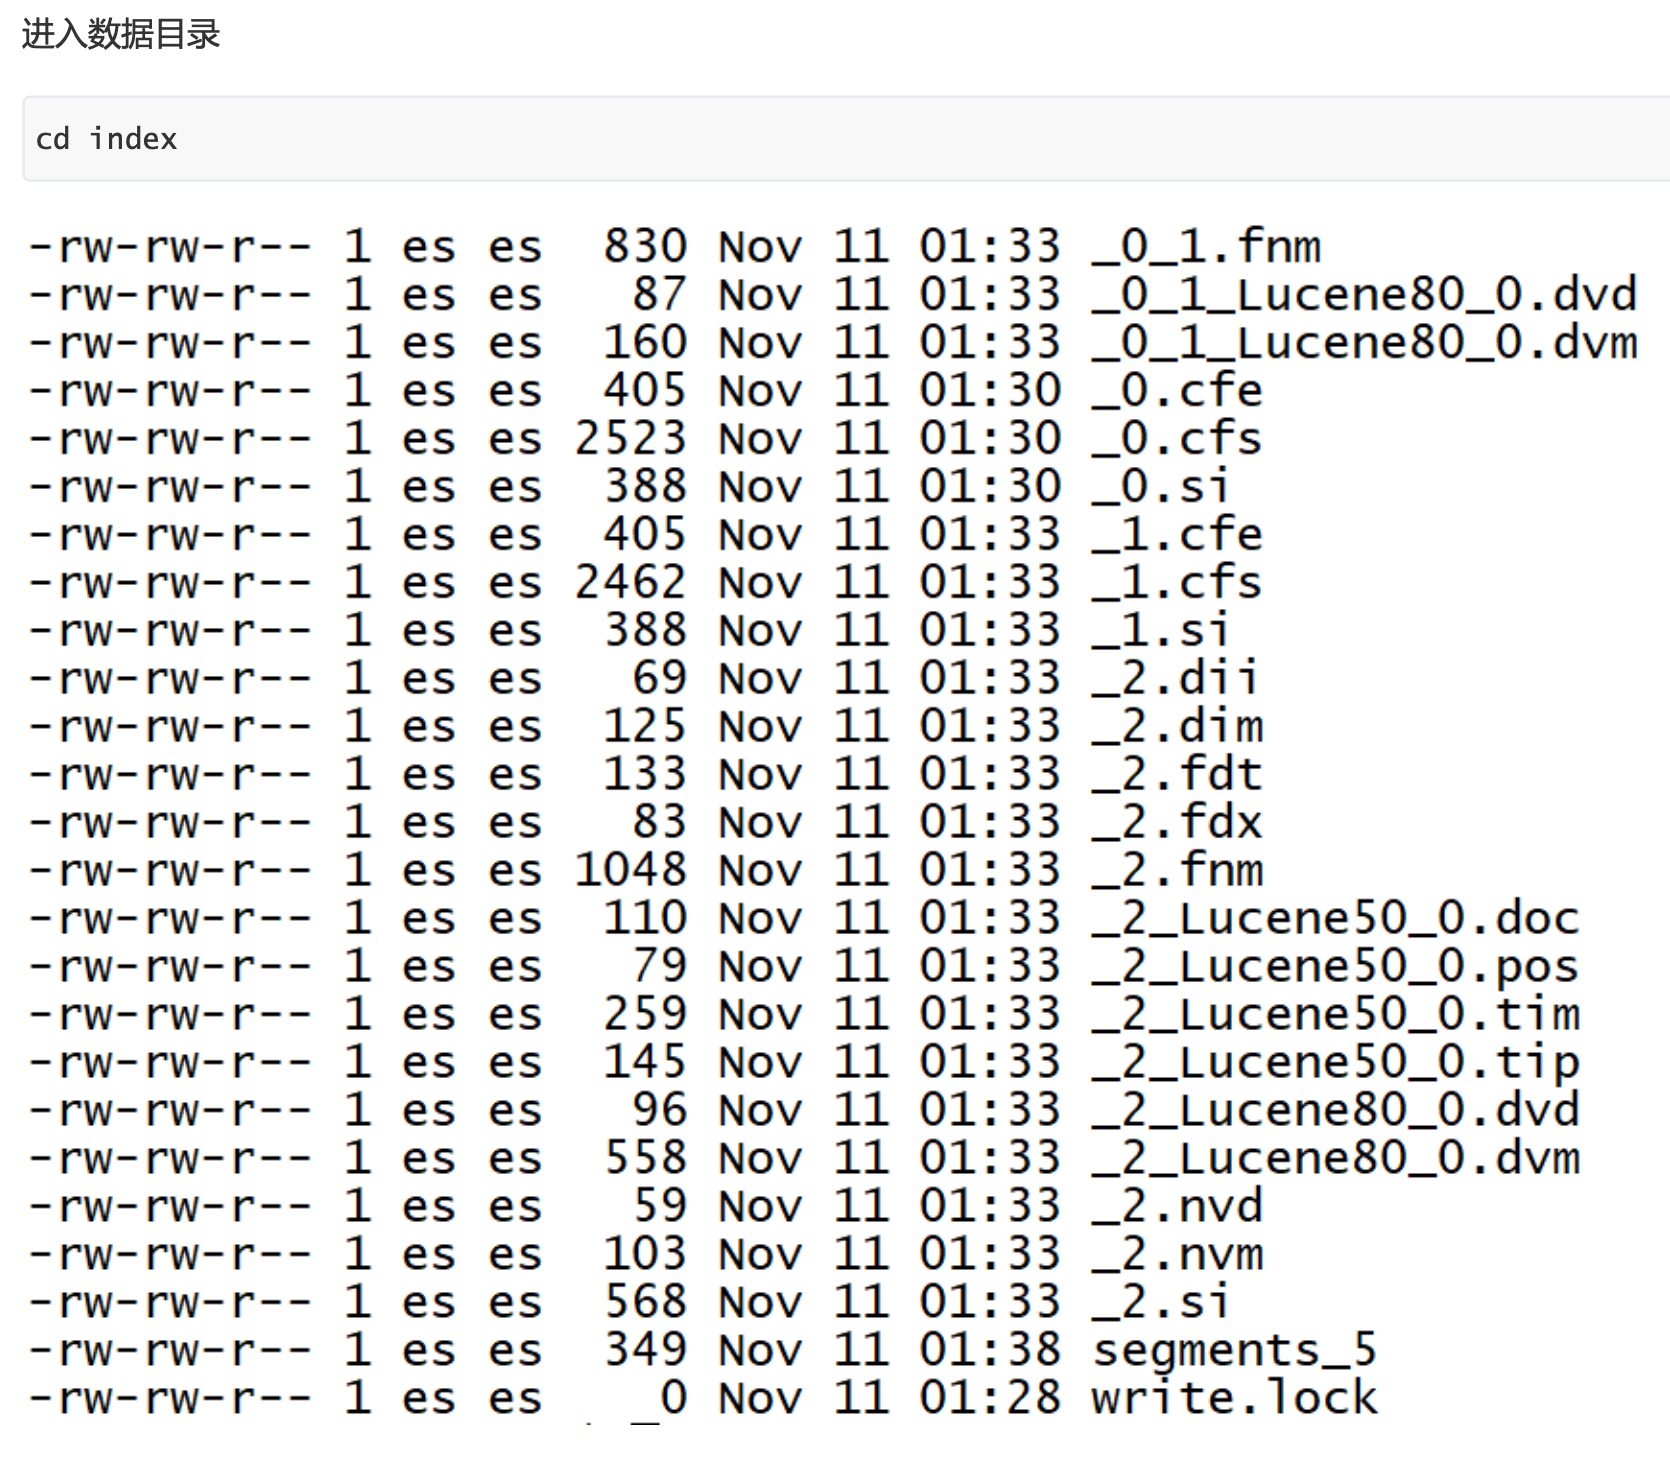 进入数据目录
cd index
-rw-rw-r-- 1 es es  830 Nov 11 01:33 _0_1.fnm
-rw-rw-r-- 1 es es   87 Nov 11 01:33 _0_1_Lucene80_0.dvd
-rw-rw-r-- 1 es es  160 Nov 11 01:33 _0_1_Lucene80_0.dvm
-rw-rw-r-- 1 es es  405 Nov 11 01:30 _0.cfe
-rw-rw-r-- 1 es es 2523 Nov 11 01:30 _0.cfs
-rw-rw-r-- 1 es es  388 Nov 11 01:30 _0.si
-rw-rw-r-- 1 es es  405 Nov 11 01:33 _1.cfe
-rw-rw-r-- 1 es es 2462 Nov 11 01:33 _1.cfs
-rw-rw-r-- 1 es es  388 Nov 11 01:33 _1.si
-rw-rw-r-- 1 es es   69 Nov 11 01:33 _2.dii
-rw-rw-r-- 1 es es  125 Nov 11 01:33 _2.dim
-rw-rw-r-- 1 es es  133 Nov 11 01:33 _2.fdt
-rw-rw-r-- 1 es es   83 Nov 11 01:33 _2.fdx
-rw-rw-r-- 1 es es 1048 Nov 11 01:33 _2.fnm
-rw-rw-r-- 1 es es  110 Nov 11 01:33 _2_Lucene50_0.doc
-rw-rw-r-- 1 es es   79 Nov 11 01:33 _2_Lucene50_0.pos
-rw-rw-r-- 1 es es  259 Nov 11 01:33 _2_Lucene50_0.tim
-rw-rw-r-- 1 es es  145 Nov 11 01:33 _2_Lucene50_0.tip
-rw-rw-r-- 1 es es   96 Nov 11 01:33 _2_Lucene80_0.dvd
-rw-rw-r-- 1 es es  558 Nov 11 01:33 _2_Lucene80_0.dvm
-rw-rw-r-- 1 es es   59 Nov 11 01:33 _2.nvd
-rw-rw-r-- 1 es es  103 Nov 11 01:33 _2.nvm
-rw-rw-r-- 1 es es  568 Nov 11 01:33 _2.si
-rw-rw-r-- 1 es es  349 Nov 11 01:38 segments_5
-rw-rw-r-- 1 es es    0 Nov 11 01:28 write.lock